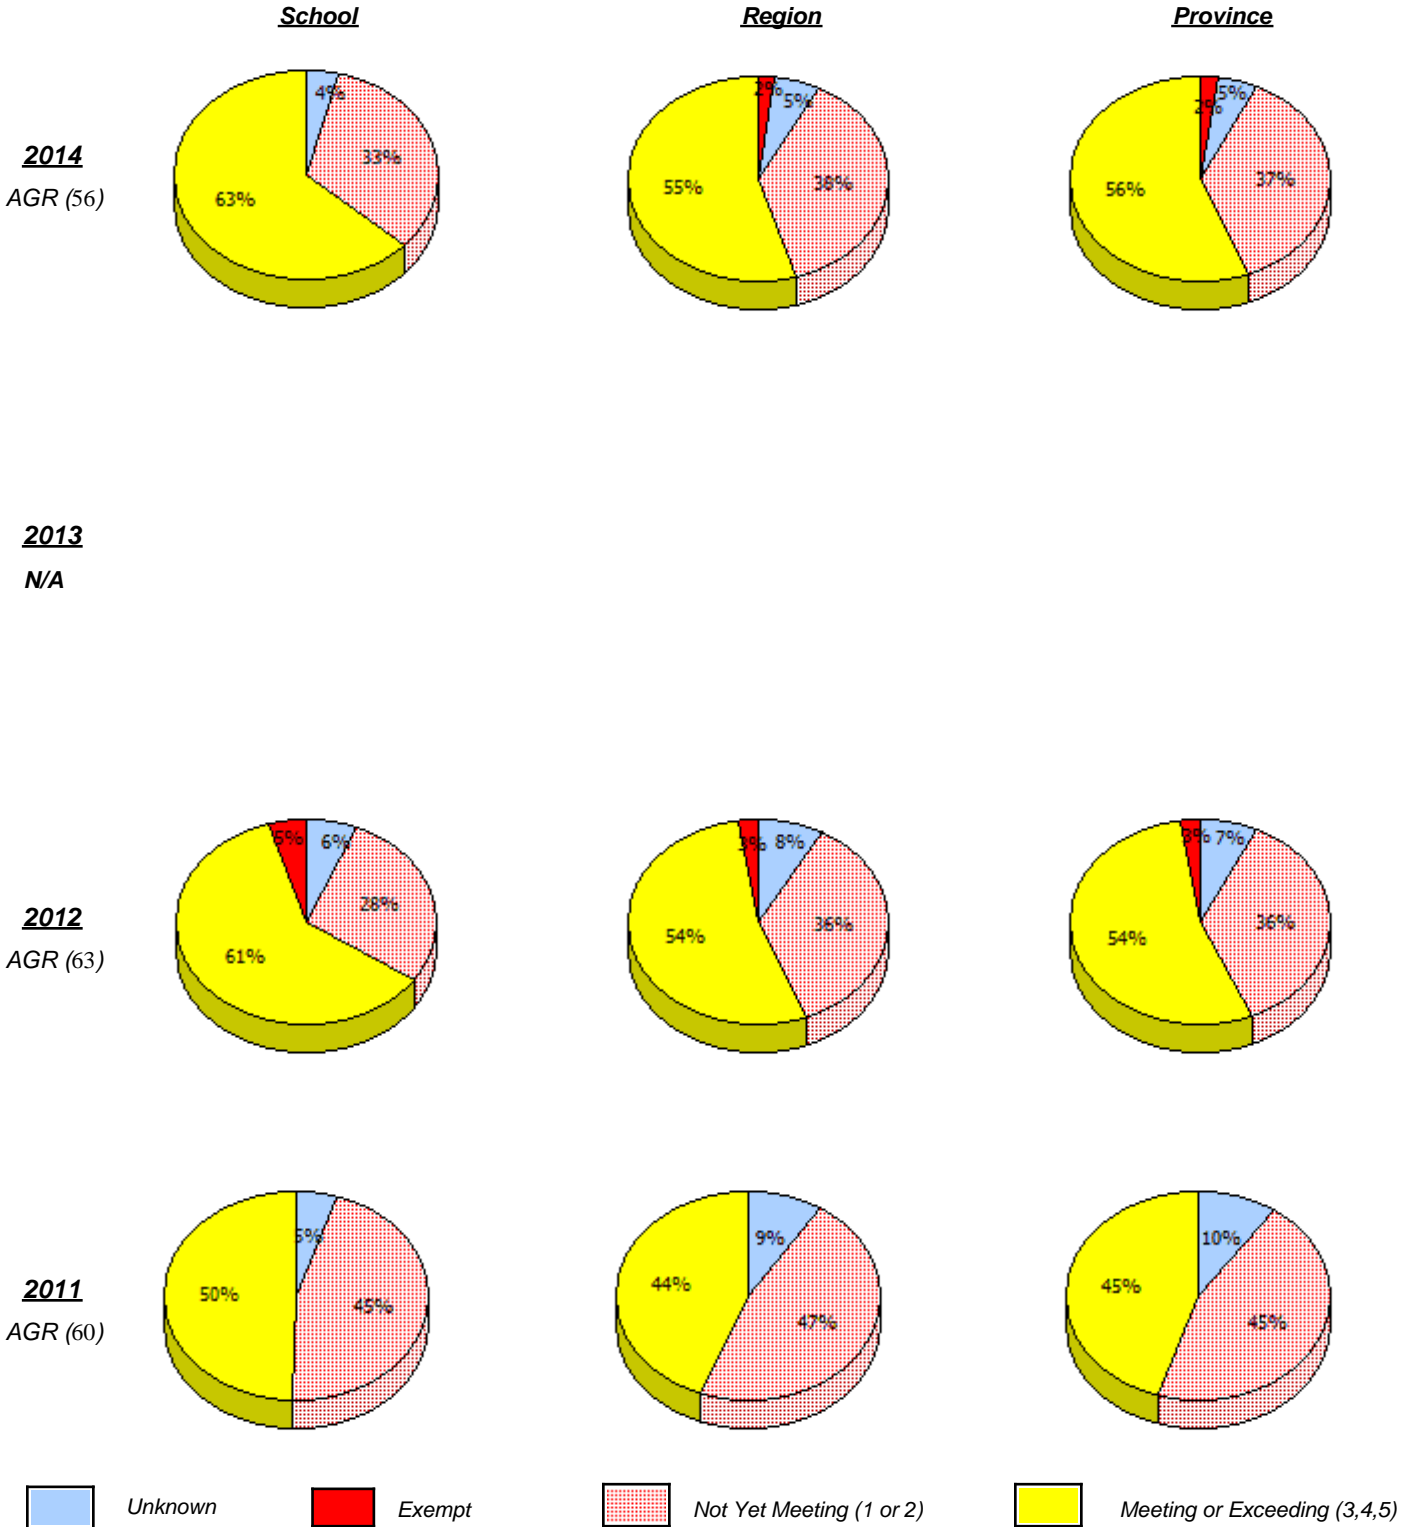 School Region Province
2014
AGR (56)
4% 33% 63%
2% 5% 38% 55%
2% 5% 37% 56%
2013
N/A
2012
AGR (63)
5% 6% 28% 61%
3% 8% 36% 54%
3% 7% 36% 54%
2011
AGR (60)
5% 45% 50%
9% 47% 44%
10% 45% 45%
Unknown Exempt Not Yet Meeting (1 or 2) Meeting or Exceeding (3,4,5)